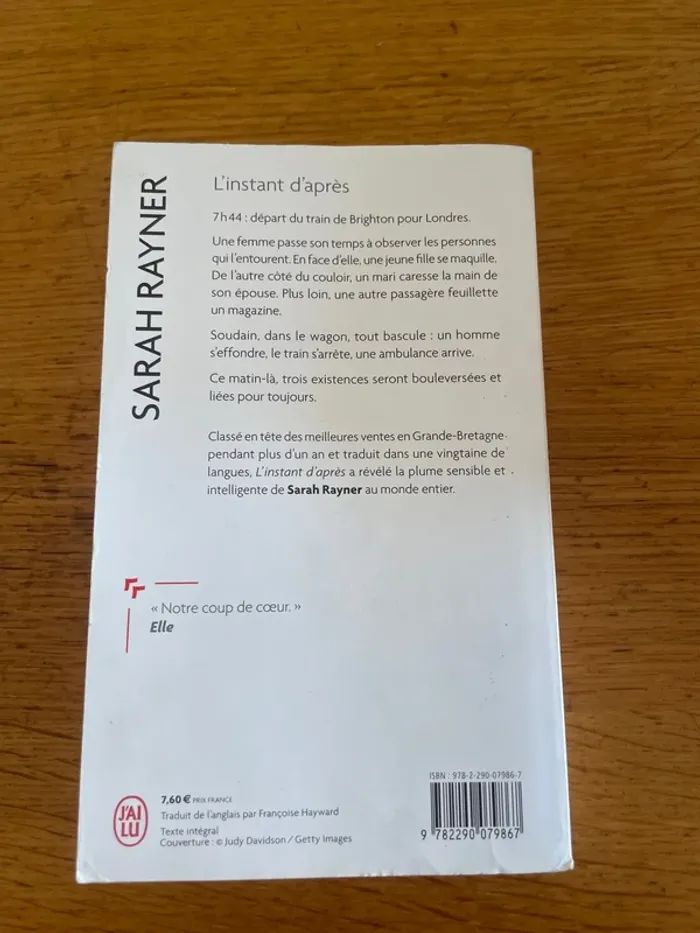 SARAH RAYNER
L'instant d'après
7h44 : départ du train de Brighton pour Londres.
Une femme passe son temps à observer les personnes
qui l'entourent. En face d'elle, une jeune fille se maquille.
De l'autre côté du couloir, un mari caresse la main de
son épouse. Plus loin, une autre passagère feuillette
un magazine.
Soudain, dans le wagon, tout bascule : un homme
s'effondre, le train s'arrête, une ambulance arrive.
Ce matin-là, trois existences seront bouleversées et
liées pour toujours.
Classé en tête des meilleures ventes en Grande-Bretagne
pendant plus d'un an et traduit dans une vingtaine de
langues, L'instant d'après a révélé la plume sensible et
intelligente de Sarah Rayner au monde entier.
« Notre coup de cœur. »
Elle
J'AI
LU
7,60 € PRIX FRANCE
Traduit de l'anglais par Françoise Hayward
Texte intégral
Couverture : © Judy Davidson / Getty Images
ISBN : 978-2-290-07986-7
9 782290 079867